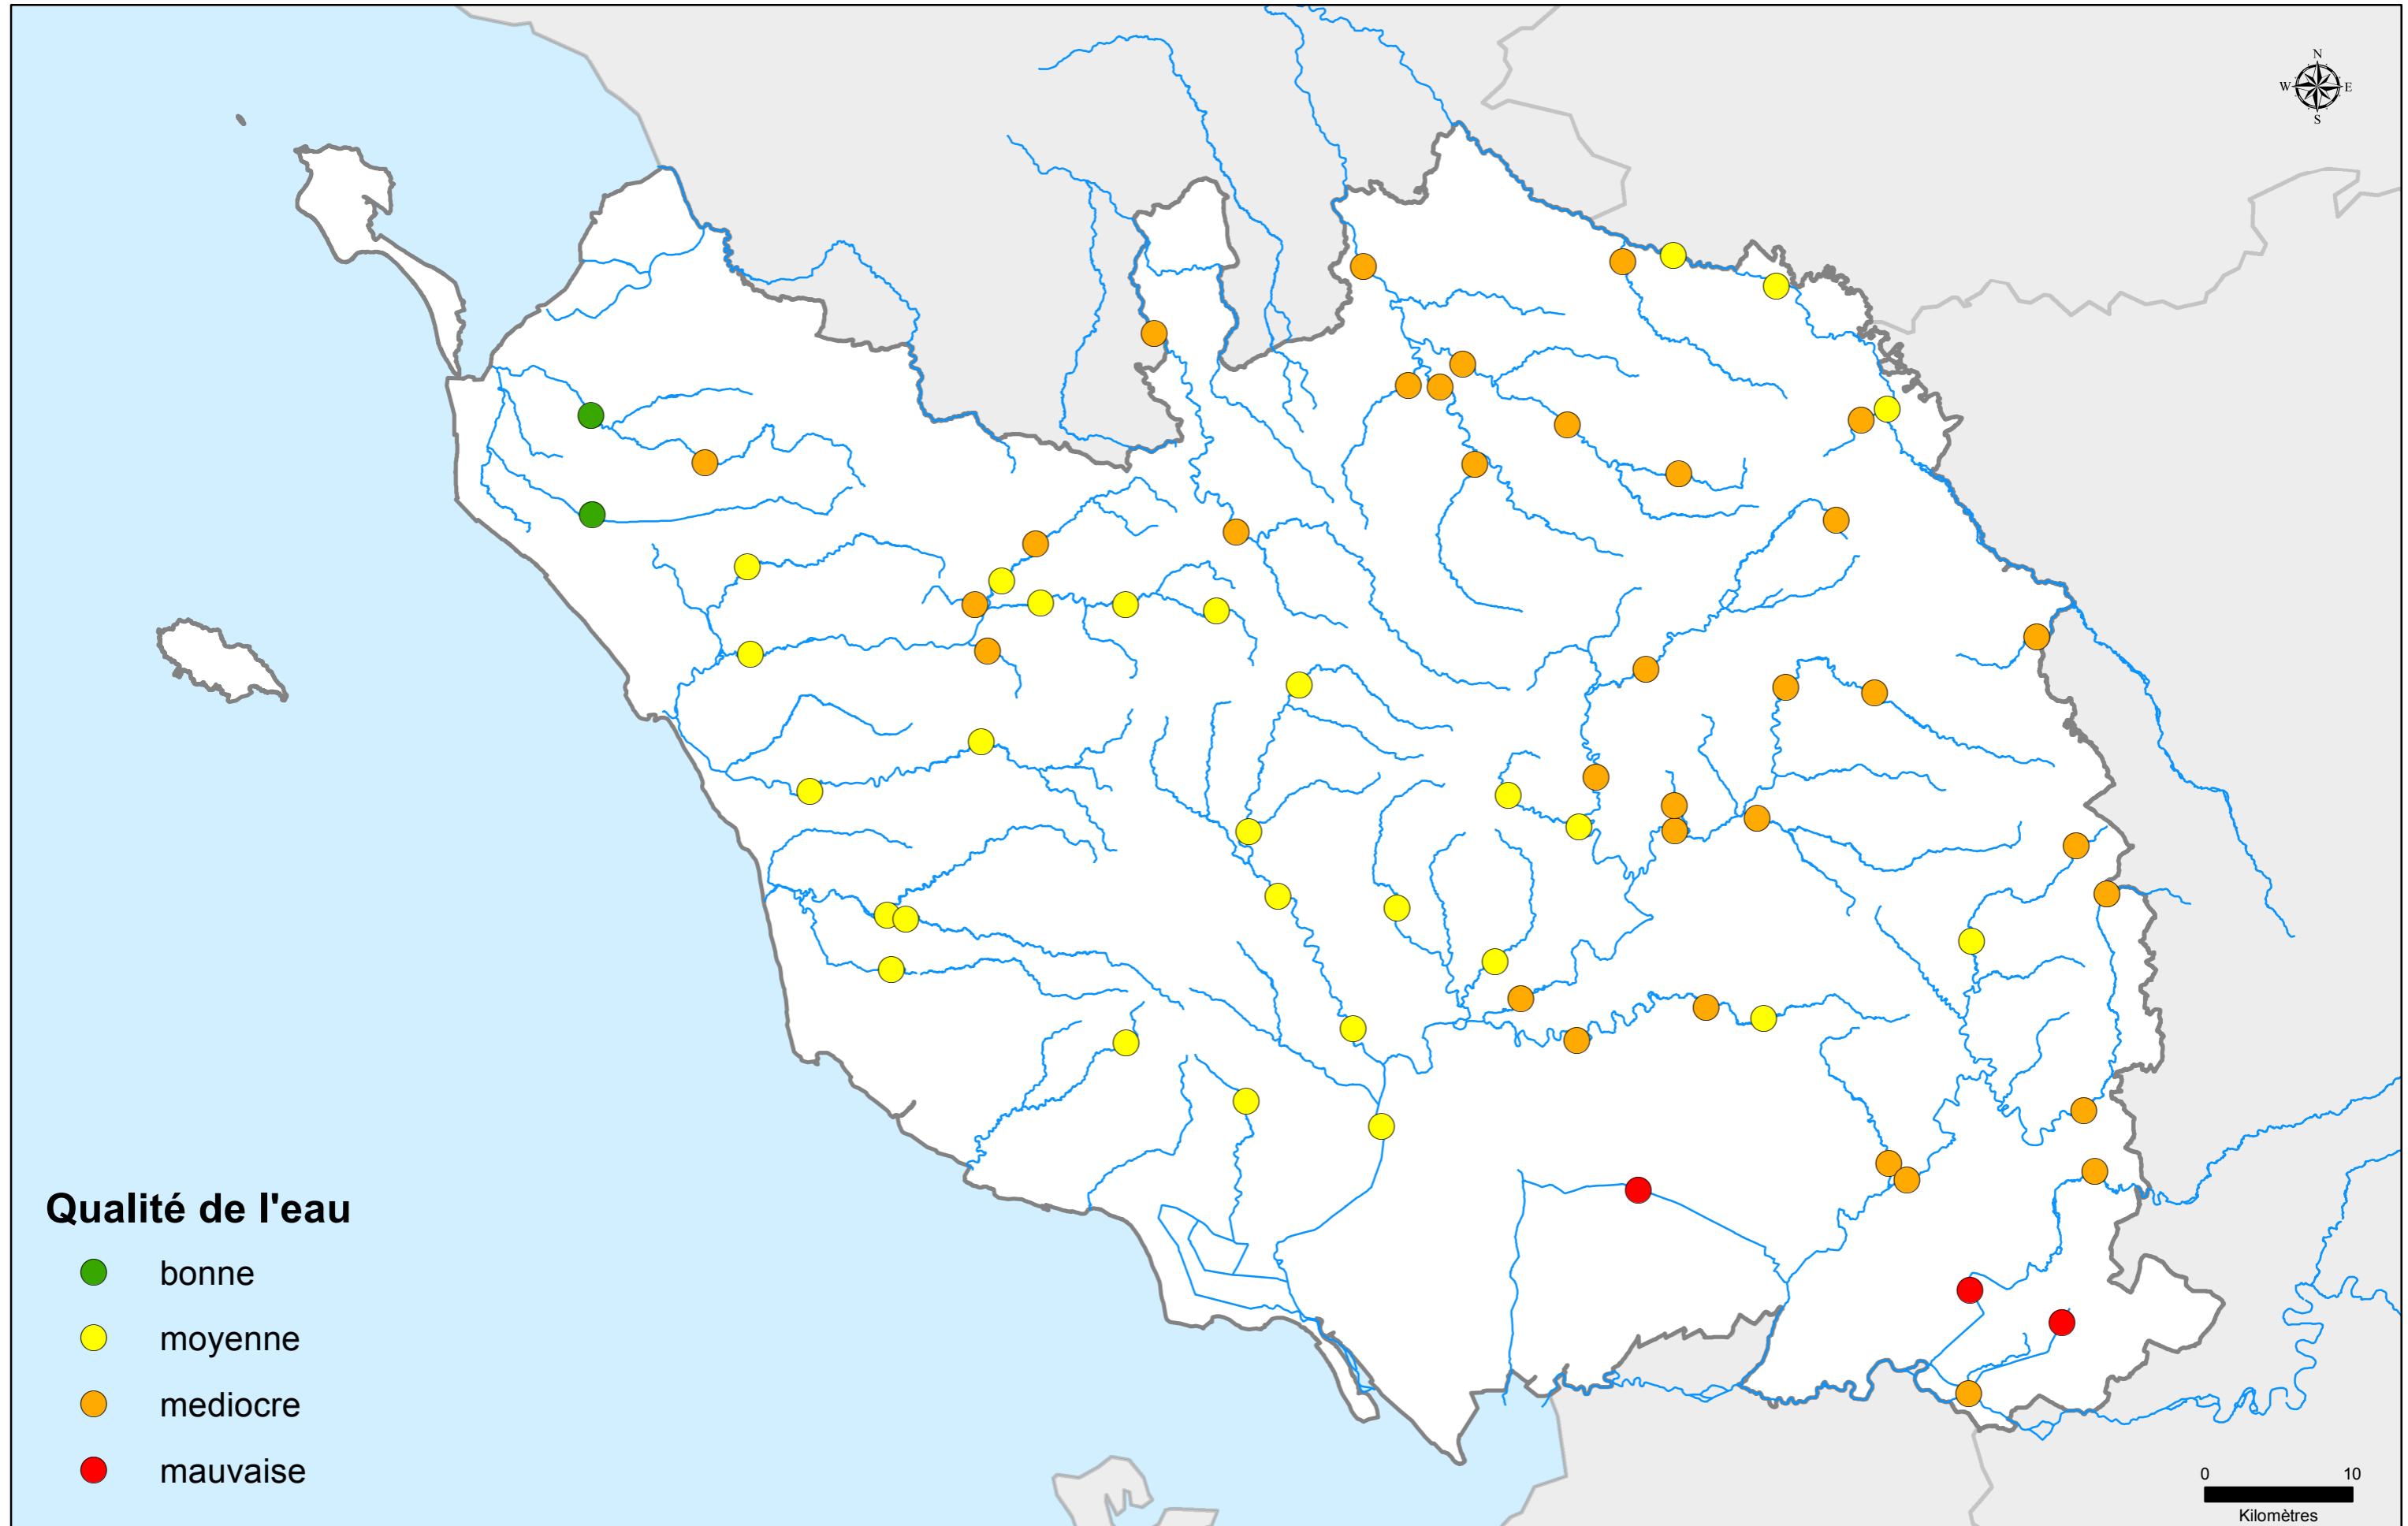 N
W E
S
Qualité de l'eau
bonne
moyenne
mediocre
mauvaise
0 10
Kilomètres